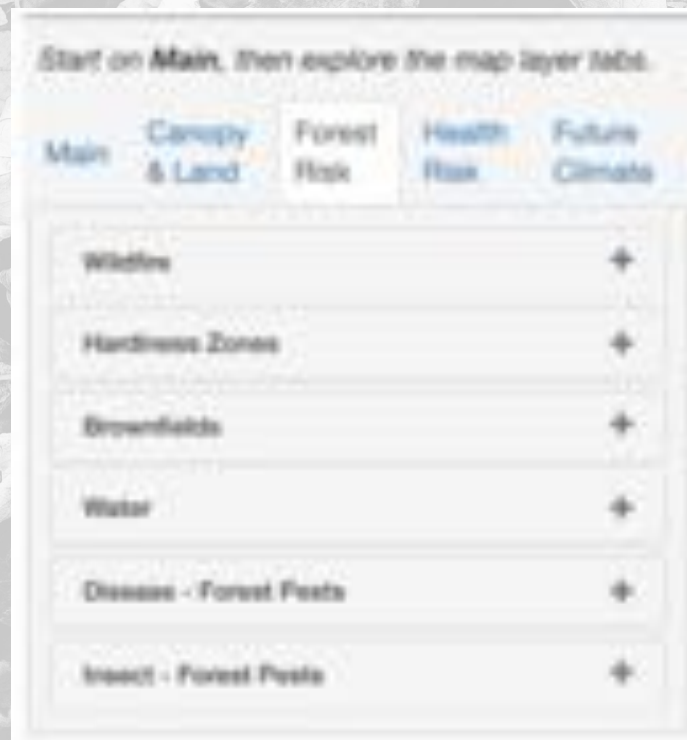 Start on Main, then explore the map layer tabs.
Main
Canopy
& Land
Forest
Risk
Health
Risk
Future
Climate
Wildfire
Hardiness Zones
Brownfields
Water
Disease - Forest Pests
Insect - Forest Pests